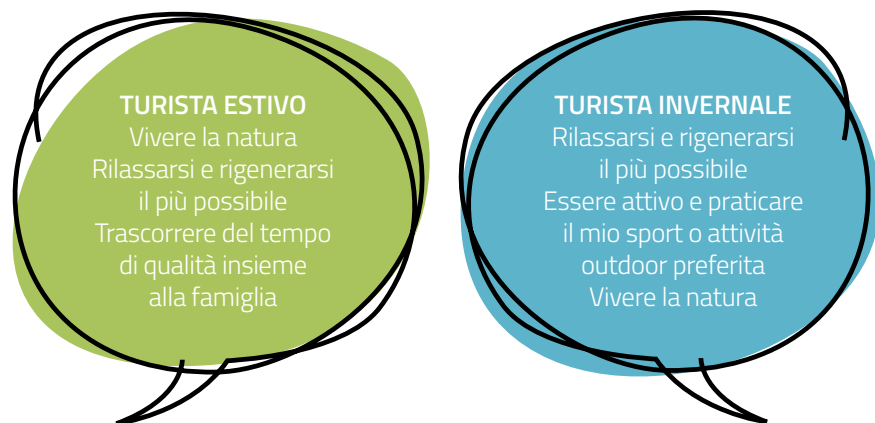 TURISTA ESTIVO
Vivere la natura
Rilassarsi e rigenerarsi
il più possibile
Trascorrere del tempo
di qualità insieme
alla famiglia
TURISTA INVERNALE
Rilassarsi e rigenerarsi
il più possibile
Essere attivo e praticare
il mio sport o attività
outdoor preferita
Vivere la natura